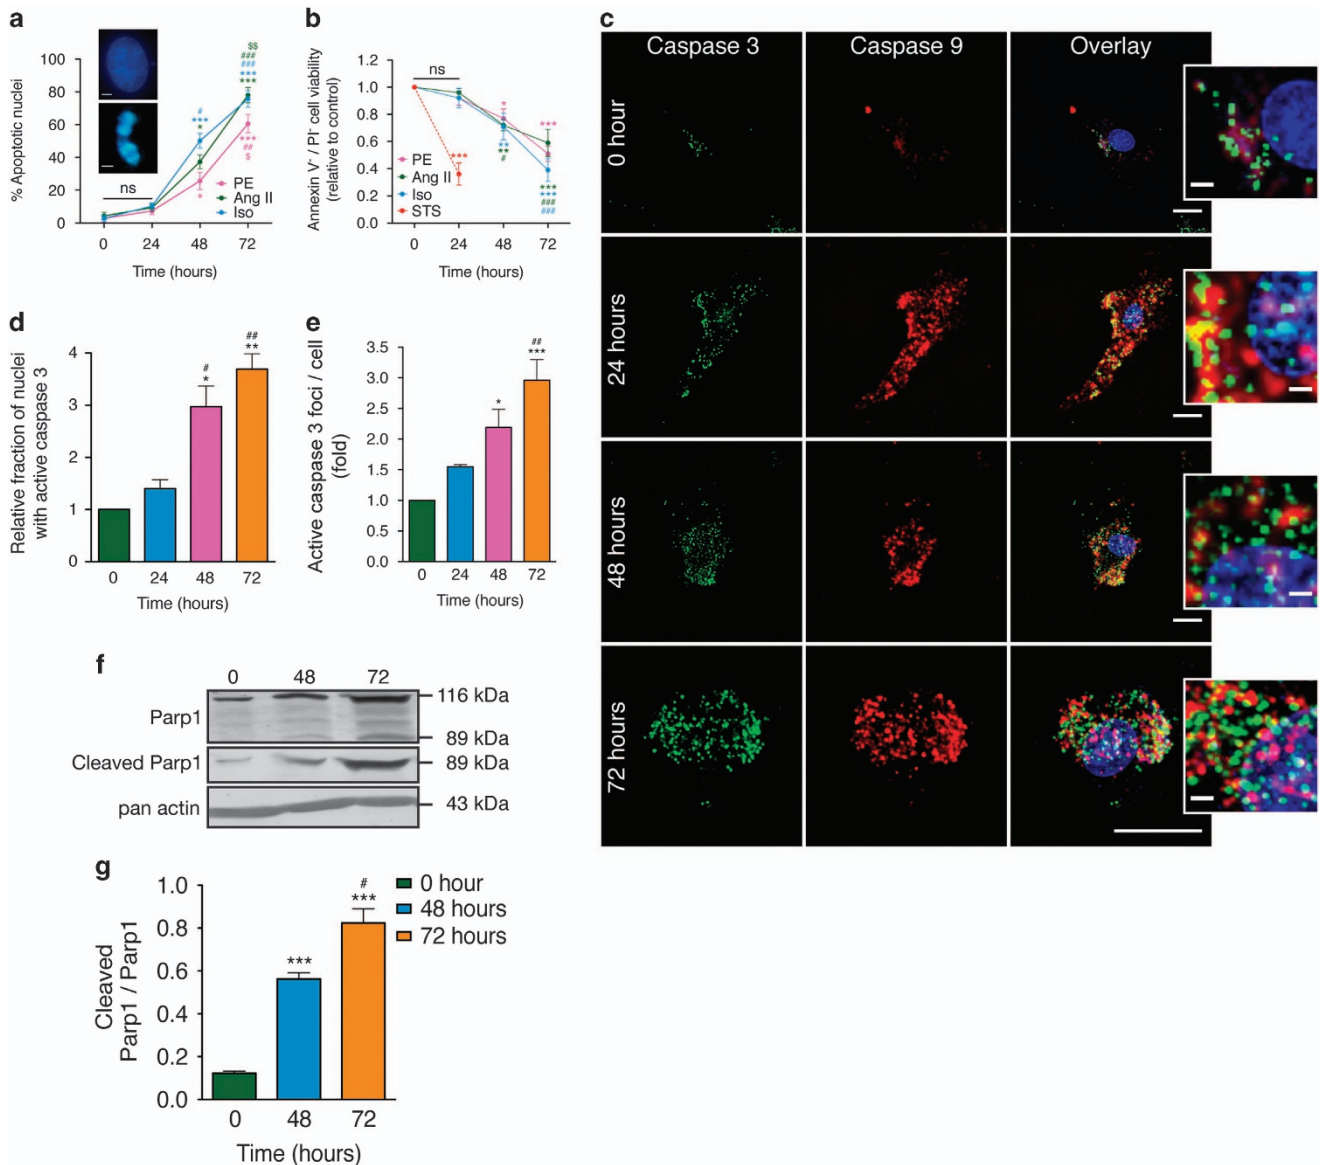 a
% Apoptotic nuclei
100
80
60
40
20
0
ns
#
***
*
*
$$
###
###
***
***
***
##
$
PE
Ang II
Iso
0 24 48 72
Time (hours)
b
Annexin V⁻ / PI⁻ cell viability
(relative to control)
1.2
1.0
0.8
0.6
0.4
0.2
0.0
ns
***
*
**
**
#
***
***
***
###
###
PE
Ang II
Iso
STS
0 24 48 72
Time (hours)
c
Caspase 3 Caspase 9 Overlay
0 hour
24 hours
48 hours
72 hours
d
Relative fraction of nuclei
with active caspase 3
4
3
2
1
0
#
*
##
**
0 24 48 72
Time (hours)
e
Active caspase 3 foci / cell
(fold)
3.5
3.0
2.5
2.0
1.5
1.0
0.5
0.0
*
##
***
0 24 48 72
Time (hours)
f
0 48 72
Parp1
116 kDa
89 kDa
Cleaved Parp1 89 kDa
pan actin 43 kDa
g
Cleaved
Parp1 / Parp1
1.0
0.8
0.6
0.4
0.2
0.0
***
#
***
0 hour
48 hours
72 hours
0 48 72
Time (hours)